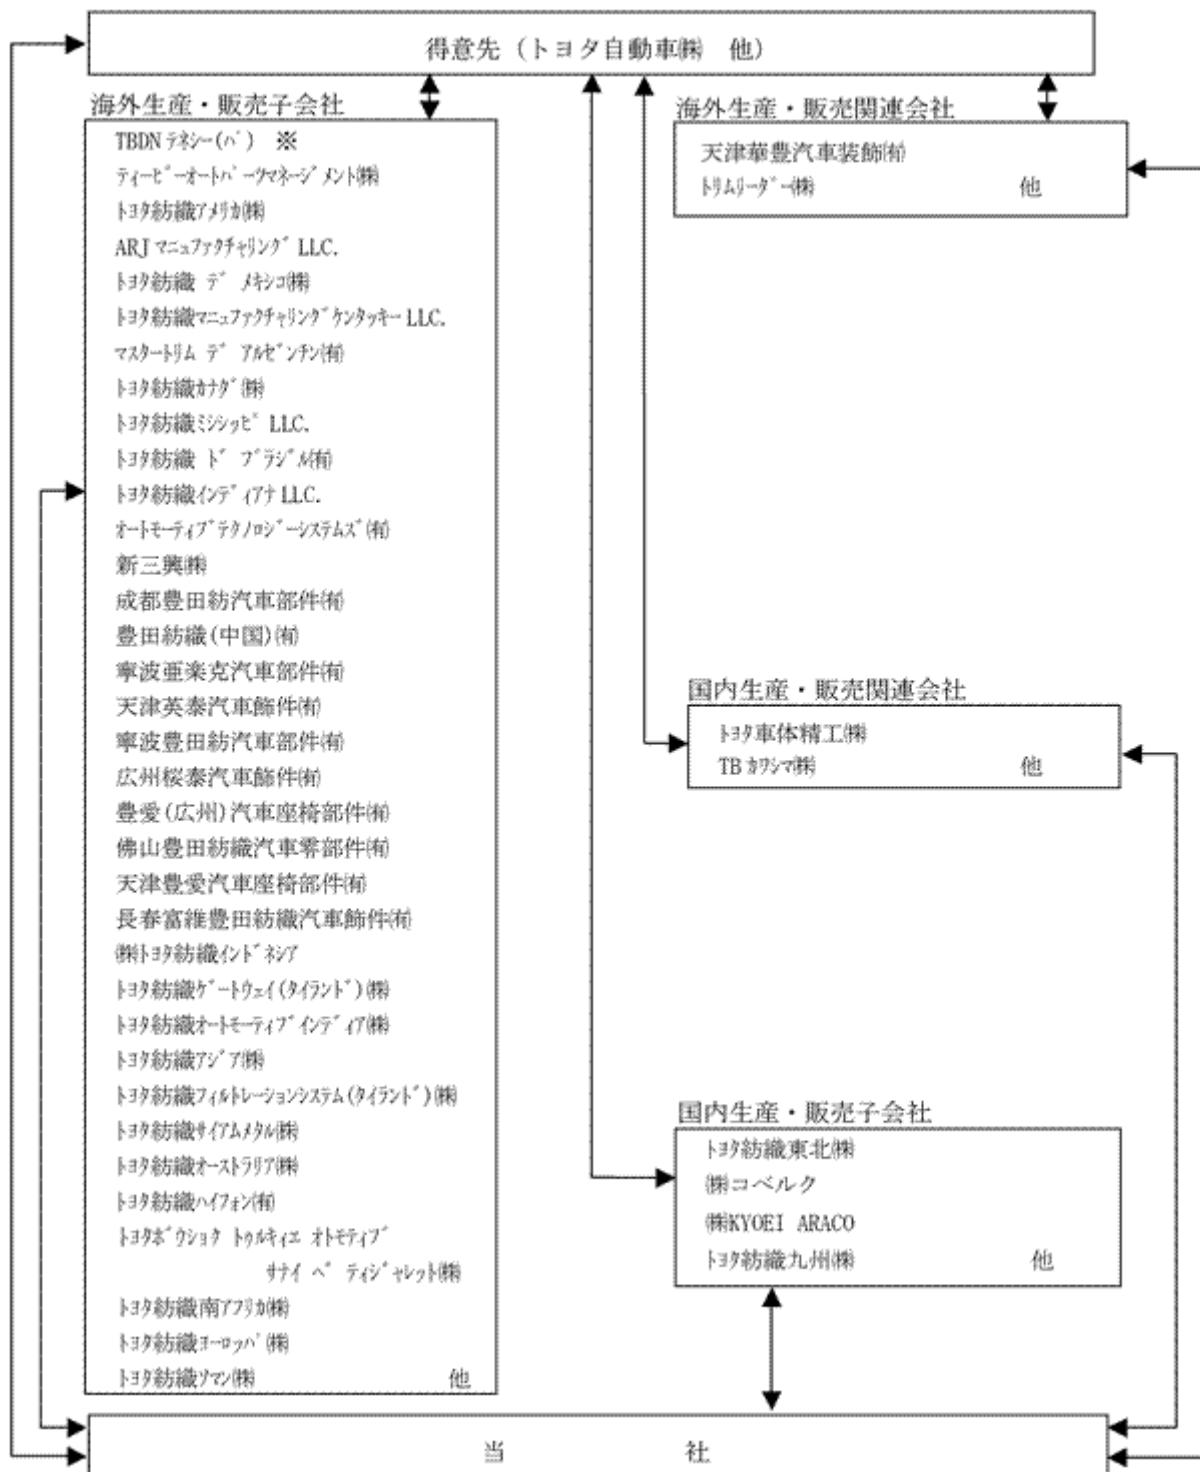 得意先（トヨタ自動車㈱　他）
海外生産・販売子会社
TBDN ﾃﾈｼｰ(ﾊﾟ)　※
ﾃｨｰﾋﾞｰｵｰﾄﾊﾟｰﾂﾏﾈｰｼﾞﾒﾝﾄ㈱
ﾄﾖﾀ紡織ｱﾒﾘｶ㈱
ARJ ﾏﾆｭﾌｧｸﾁｬﾘﾝｸﾞ LLC.
ﾄﾖﾀ紡織 ﾃﾞ ﾒｷｼｺ㈱
ﾄﾖﾀ紡織ﾏﾆｭﾌｧｸﾁｬﾘﾝｸﾞｹﾝﾀｯｷｰ LLC.
ﾏｽﾀｰﾄﾘﾑ ﾃﾞ ｱﾙｾﾞﾝﾁﾝ㈲
ﾄﾖﾀ紡織ｶﾅﾀﾞ㈱
ﾄﾖﾀ紡織ﾐｼｼｯﾋﾟ LLC.
ﾄﾖﾀ紡織 ﾄﾞ ﾌﾞﾗｼﾞﾙ㈲
ﾄﾖﾀ紡織ｲﾝﾃﾞｨｱﾅ LLC.
ｵｰﾄﾓｰﾃｨﾌﾞﾃｸﾉﾛｼﾞｰｼｽﾃﾑｽﾞ㈲
新三興㈱
成都豊田紡汽車部件㈲
豊田紡織(中国)㈲
寧波亜楽克汽車部件㈲
天津英泰汽車飾件㈲
寧波豊田紡汽車部件㈲
広州桜泰汽車飾件㈲
豊愛(広州)汽車座椅部件㈲
佛山豊田紡織汽車零部件㈲
天津豊愛汽車座椅部件㈲
長春富維豊田紡織汽車飾件㈲
㈱ﾄﾖﾀ紡織ｲﾝﾄﾞﾈｼｱ
ﾄﾖﾀ紡織ｹﾞｰﾄｳｪｲ(ﾀｲﾗﾝﾄﾞ)㈱
ﾄﾖﾀ紡織ｵｰﾄﾓｰﾃｨﾌﾞｲﾝﾃﾞｨｱ㈱
ﾄﾖﾀ紡織ｱｼﾞｱ㈱
ﾄﾖﾀ紡織ﾌｨﾙﾄﾚｰｼｮﾝｼｽﾃﾑ(ﾀｲﾗﾝﾄﾞ)㈱
ﾄﾖﾀ紡織ｻｲｱﾑﾒﾀﾙ㈱
ﾄﾖﾀ紡織ｵｰｽﾄﾗﾘｱ㈱
ﾄﾖﾀ紡織ﾊｲﾌｫﾝ㈲
ﾄﾖﾀﾎﾞｳｼｮｸ ﾄｩﾙｷｨｴ ｵﾄﾓﾃｨﾌﾞ
ｻﾅｲ ﾍﾞ ﾃｨｼﾞｬﾚｯﾄ㈱
ﾄﾖﾀ紡織南ｱﾌﾘｶ㈱
ﾄﾖﾀ紡織ﾖｰﾛｯﾊﾟ㈱
ﾄﾖﾀ紡織ｿﾏﾝ㈱　他
海外生産・販売関連会社
天津華豊汽車装飾㈲
ﾄﾘﾑﾘｰﾀﾞｰ㈱　他
国内生産・販売関連会社
ﾄﾖﾀ車体精工㈱
TB ｶﾜｼﾏ㈱　他
国内生産・販売子会社
ﾄﾖﾀ紡織東北㈱
㈱コベルク
㈱KYOEI ARACO
ﾄﾖﾀ紡織九州㈱　他
当　社